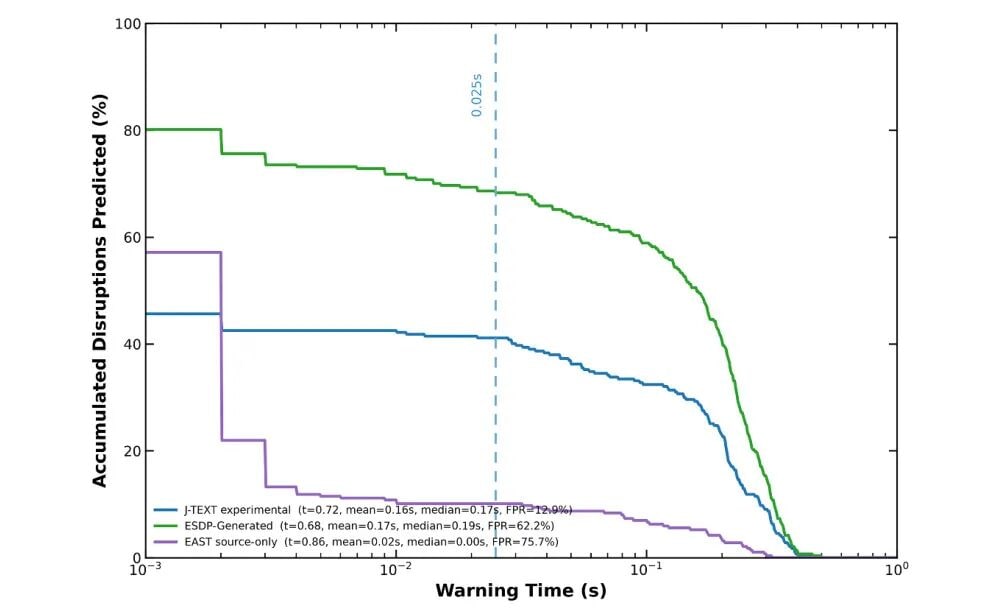 100
80
60
40
20
0
Accumulated Disruptions Predicted (%)
0.025s
J-TEXT experimental (t=0.72, mean=0.16s, median=0.17s, FPR=12.9%)
ESDP-Generated (t=0.68, mean=0.17s, median=0.19s, FPR=62.2%)
EAST source-only (t=0.86, mean=0.02s, median=0.00s, FPR=75.7%)
10⁻³ 10⁻² 10⁻¹ 10⁰
Warning Time (s)